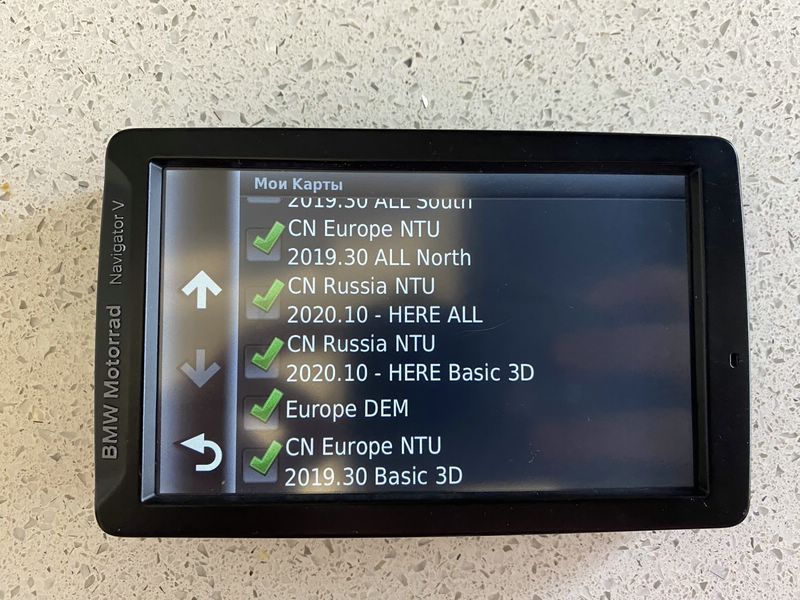 Мои Карты
2019.30 ALL South
CN Europe NTU
2019.30 ALL North
CN Russia NTU
2020.10 - HERE ALL
CN Russia NTU
2020.10 - HERE Basic 3D
Europe DEM
CN Europe NTU
2019.30 Basic 3D
BMW Motorrad Navigator V